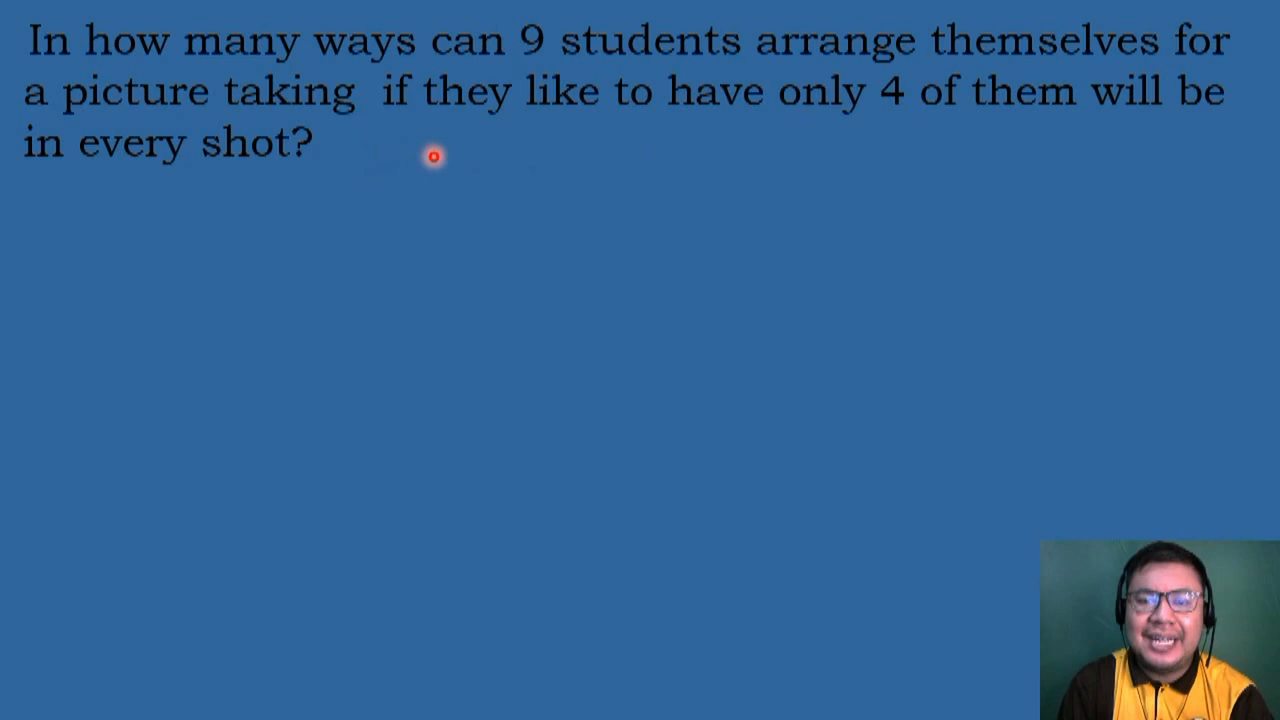 In how many ways can 9 students arrange themselves for
a picture taking if they like to have only 4 of them will be
in every shot?